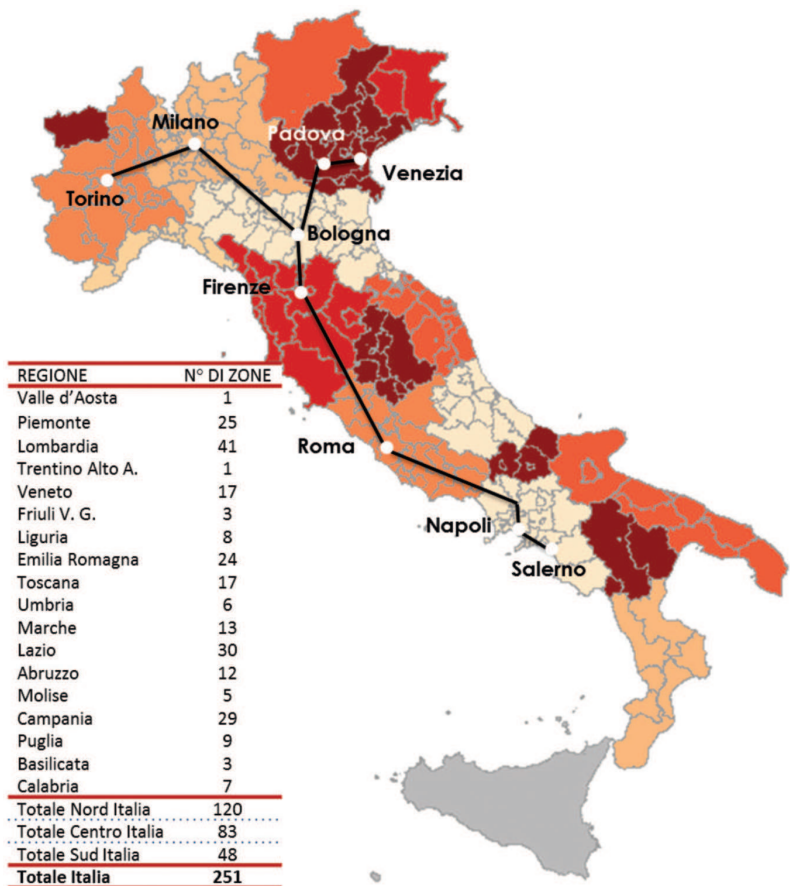 Milano
Padova
Venezia
Torino
Bologna
Firenze
Roma
Napoli
Salerno
REGIONE N° DI ZONE
Valle d'Aosta 1
Piemonte 25
Lombardia 41
Trentino Alto A. 1
Veneto 17
Friuli V. G. 3
Liguria 8
Emilia Romagna 24
Toscana 17
Umbria 6
Marche 13
Lazio 30
Abruzzo 12
Molise 5
Campania 29
Puglia 9
Basilicata 3
Calabria 7
Totale Nord Italia 120
Totale Centro Italia 83
Totale Sud Italia 48
Totale Italia 251